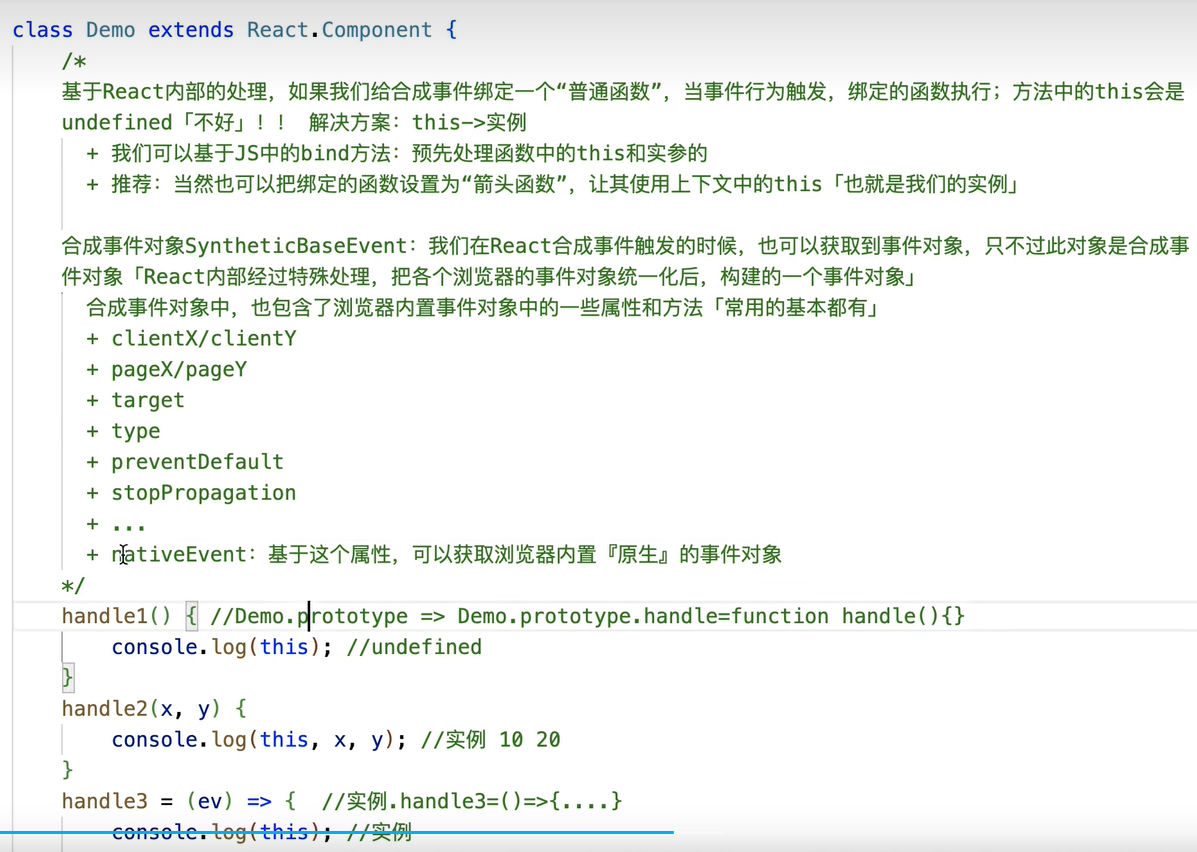 class Demo extends React.Component {
/*
基于React内部的处理，如果我们给合成事件绑定一个“普通函数”，当事件行为触发，绑定的函数执行；方法中的this会是
undefined「不好」！！ 解决方案：this->实例
+ 我们可以基于JS中的bind方法：预先处理函数中的this和实参的
+ 推荐：当然也可以把绑定的函数设置为“箭头函数”，让其使用上下文中的this「也就是我们的实例」
合成事件对象SyntheticBaseEvent：我们在React合成事件触发的时候，也可以获取到事件对象，只不过此对象是合成事
件对象「React内部经过特殊处理，把各个浏览器的事件对象统一化后，构建的一个事件对象」
合成事件对象中，也包含了浏览器内置事件对象中的一些属性和方法「常用的基本都有」
+ clientX/clientY
+ pageX/pageY
+ target
+ type
+ preventDefault
+ stopPropagation
+ ...
+ nativeEvent：基于这个属性，可以获取浏览器内置『原生』的事件对象
*/
handle1() { //Demo.prototype => Demo.prototype.handle=function handle(){}
console.log(this); //undefined
}
handle2(x, y) {
console.log(this, x, y); //实例 10 20
}
handle3 = (ev) => {  //实例.handle3=()=>{....}
console.log(this); //实例